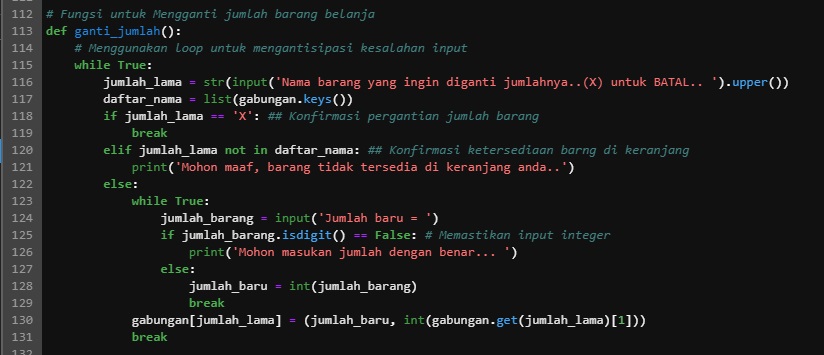 112 # Fungsi untuk Mengganti jumlah barang belanja
113 def ganti_jumlah():
114     # Menggunakan loop untuk mengantisipasi kesalahan input
115     while True:
116         jumlah_lama = str(input('Nama barang yang ingin diganti jumlahnya..(X) untuk BATAL.. ').upper())
117         daftar_nama = list(gabungan.keys())
118         if jumlah_lama == 'X': ## Konfirmasi pergantian jumlah barang
119             break
120         elif jumlah_lama not in daftar_nama: ## Konfirmasi ketersediaan barng di keranjang
121             print('Mohon maaf, barang tidak tersedia di keranjang anda..')
122         else:
123             while True:
124                 jumlah_barang = input('Jumlah baru = ')
125                 if jumlah_barang.isdigit() == False: # Memastikan input integer
126                     print('Mohon masukan jumlah dengan benar... ')
127                 else:
128                     jumlah_baru = int(jumlah_barang)
129                     break
130             gabungan[jumlah_lama] = (jumlah_baru, int(gabungan.get(jumlah_lama)[1]))
131             break